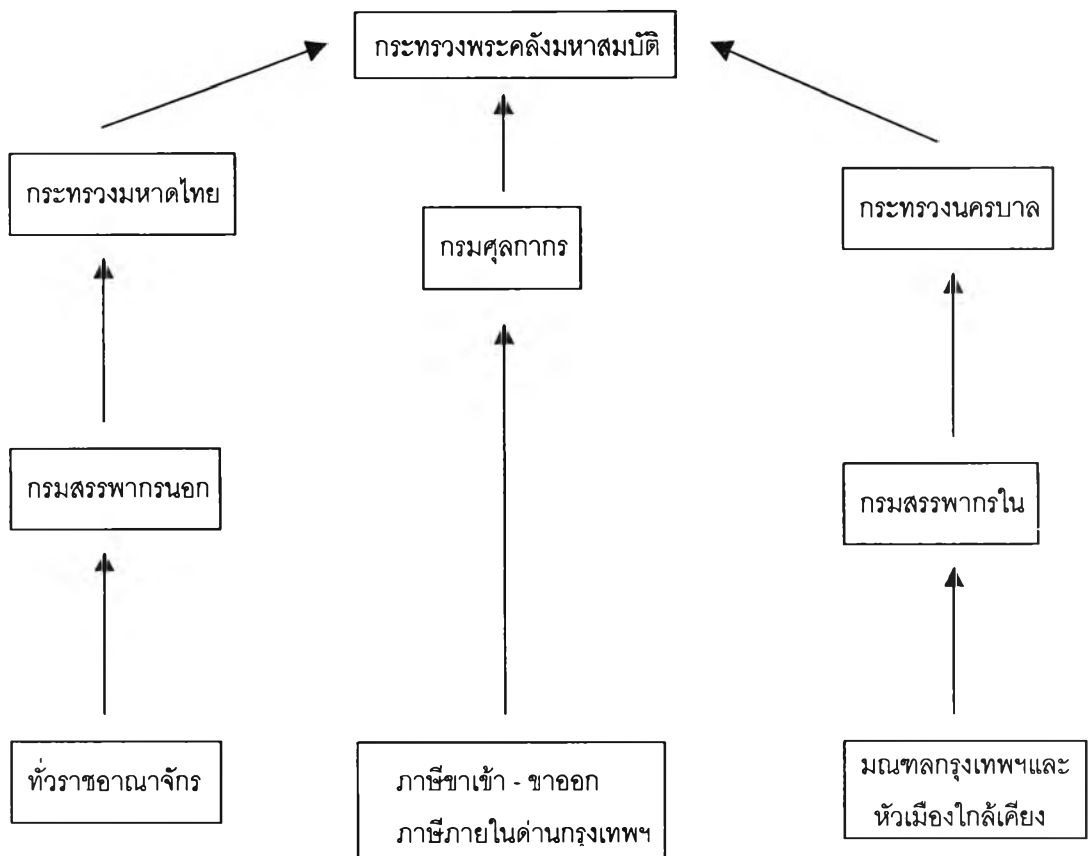 กระทรวงพระคลังมหาสมบัติ
กระทรวงมหาดไทย
กรมศุลกากร
กระทรวงนครบาล
กรมสรรพากรนอก
กรมสรรพากรใน
ทั่วราชอาณาจักร
ภาษีขาเข้า - ขาออก
ภาษีภายในด่านกรุงเทพฯ
มณฑลกรุงเทพฯและ
หัวเมืองใกล้เคียง